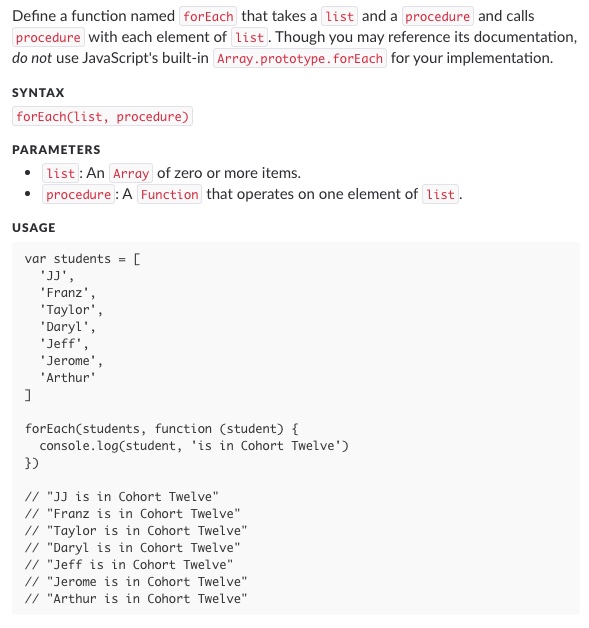 Define a function named forEach that takes a list and a procedure and calls
procedure with each element of list. Though you may reference its documentation,
do not use JavaScript's built-in Array.prototype.forEach for your implementation.
SYNTAX
forEach(list, procedure)
PARAMETERS
• list: An Array of zero or more items.
• procedure: A Function that operates on one element of list.
USAGE
var students = [
  'JJ',
  'Franz',
  'Taylor',
  'Daryl',
  'Jeff',
  'Jerome',
  'Arthur'
]
forEach(students, function (student) {
  console.log(student, 'is in Cohort Twelve')
})
// "JJ is in Cohort Twelve"
// "Franz is in Cohort Twelve"
// "Taylor is in Cohort Twelve"
// "Daryl is in Cohort Twelve"
// "Jeff is in Cohort Twelve"
// "Jerome is in Cohort Twelve"
// "Arthur is in Cohort Twelve"